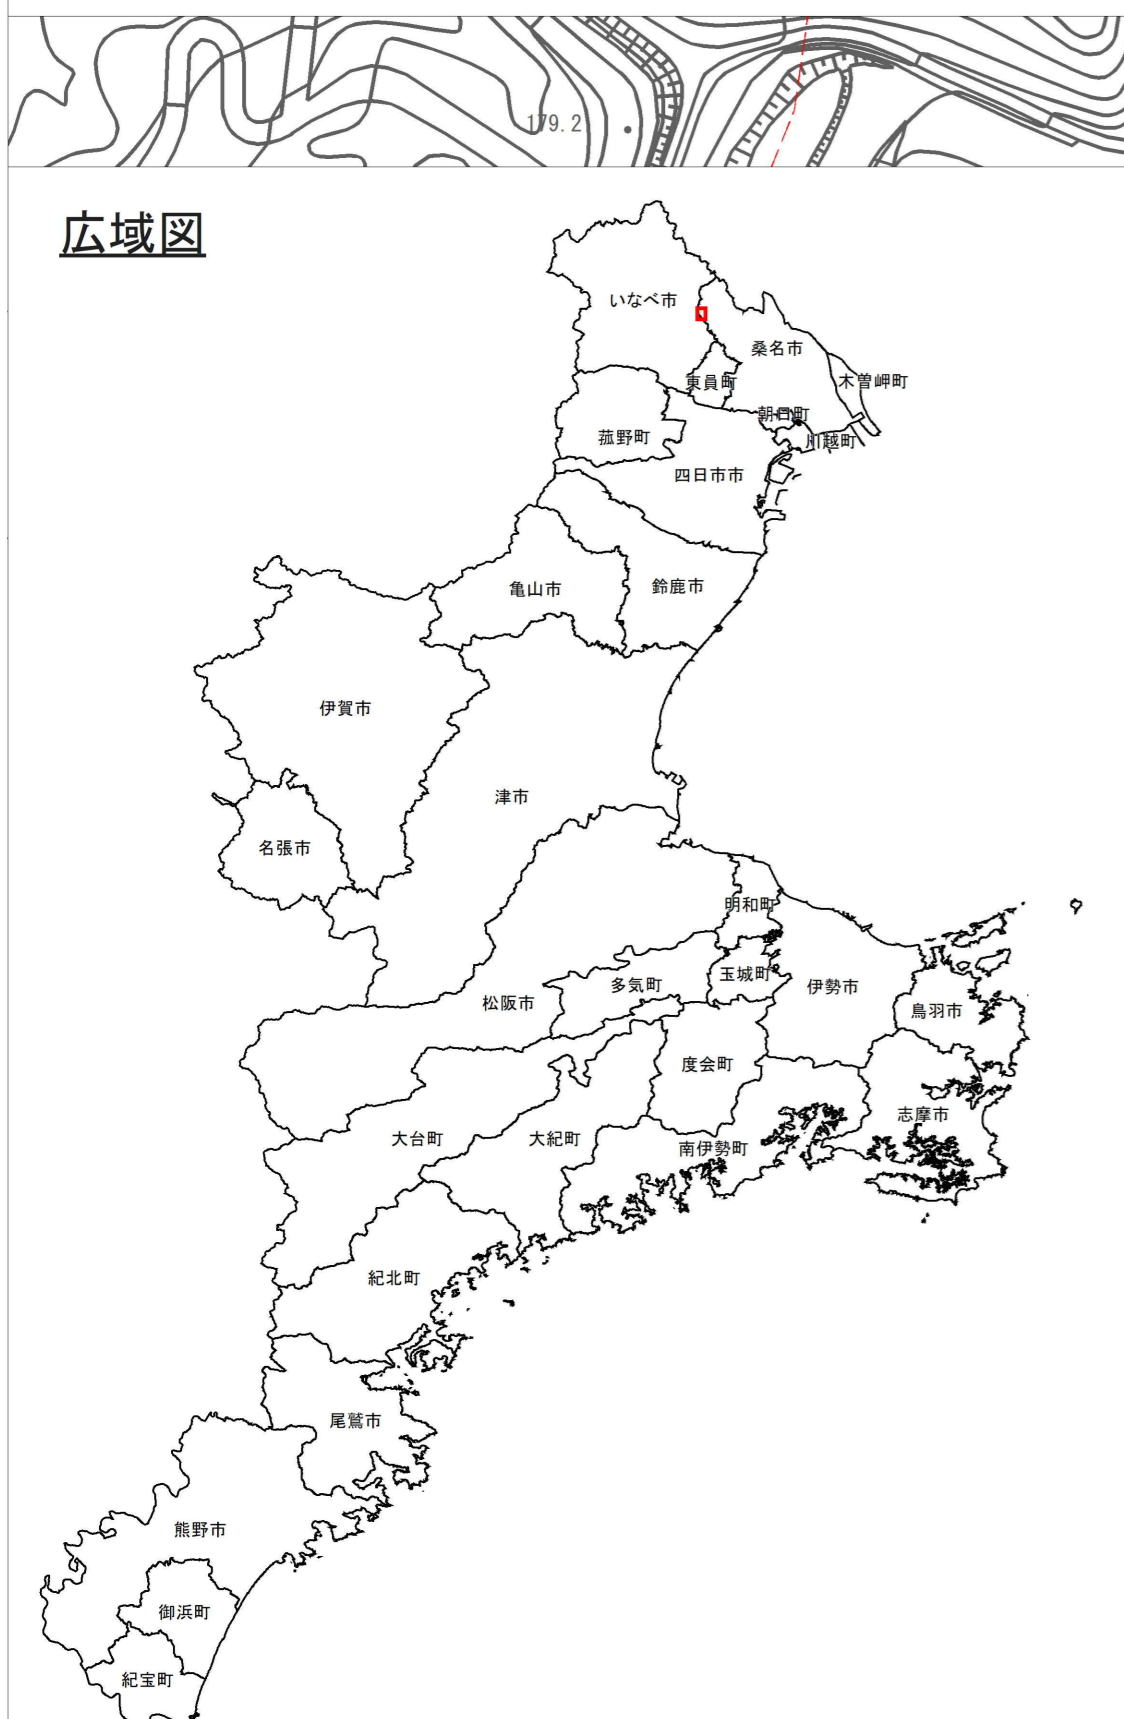 179.2
広域図
いなべ市
桑名市
東員町
木曽岬町
朝日町
菰野町
川越町
四日市市
亀山市
鈴鹿市
伊賀市
津市
名張市
明和町
玉城町
多気町
伊勢市
松阪市
鳥羽市
度会町
志摩市
大台町
大紀町
南伊勢町
紀北町
尾鷲市
熊野市
御浜町
紀宝町